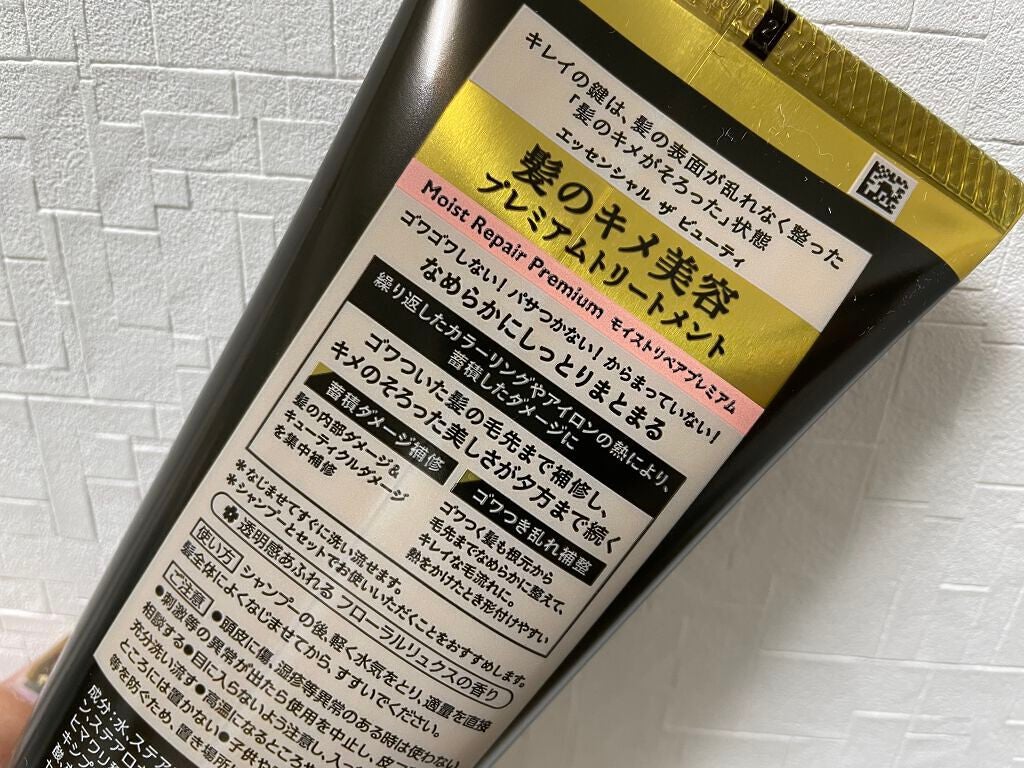 キレイの鍵は、髪の表面が乱れなく整った
「髪のキメがそろった」状態
エッセンシャル ザ ビューティ
髪のキメ美容
プレミアムトリートメント
Moist Repair Premium モイストリペアプレミアム
ゴワゴワしない！パサつかない！からまっていない！
なめらかにしっとりまとまる
繰り返したカラーリングやアイロンの熱により、
蓄積したダメージに
ゴワついた髪の毛先まで補修し、
キメのそろった美しさが夕方まで続く
蓄積ダメージ補修
髪の内部ダメージ&
キューティクルダメージ
を集中補修
ゴワつき乱れ補整
ゴワつく髪も根元から
毛先までなめらかに整えて、
キレイな毛流れに。
熱をかけたとき形付けやすい
*なじませてすぐに洗い流せます。
*シャンプーとセットでお使いいただくことをおすすめします。
透明感あふれる フローラルリュクスの香り
使い方 シャンプーの後、軽く水気をとり、適量を直接
髪全体によくなじませてから、すすいでください。
ご注意 ●頭皮に傷、湿疹等異常のある時は使わない
●刺激等の異常が出たら使用を中止し、皮
相談する●目に入らないよう注意し、入っ
充分洗い流す●高温になるところや
ところには置かない●子供や
等を防ぐため、置き場所
成分：水、ステア
ン、ステアロ
ヒマワリ
キシプ
酸、